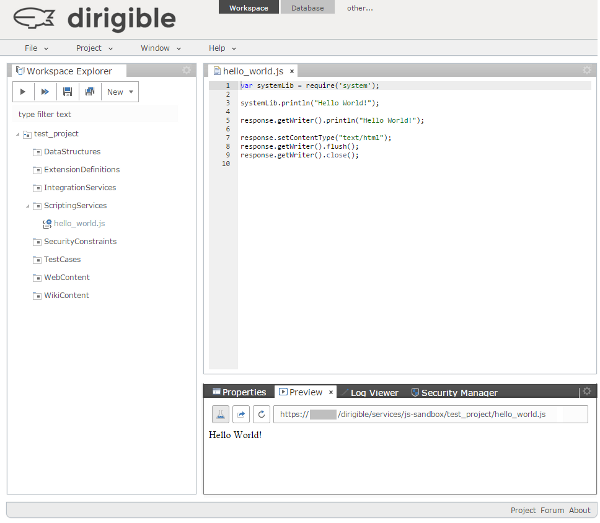 dirigible
Workspace Database other...
File Project Window Help
Workspace Explorer
New
type filter text
test_project
DataStructures
ExtensionDefinitions
IntegrationServices
ScriptingServices
hello_world.js
SecurityConstraints
TestCases
WebContent
WikiContent
hello_world.js ×
1 var systemLib = require('system');
2
3 systemLib.println("Hello World!");
4
5 response.getWriter().println("Hello World!");
6
7 response.setContentType("text/html");
8 response.getWriter().flush();
9 response.getWriter().close();
10
Properties Preview × Log Viewer Security Manager
https:// /dirigible/services/js-sandbox/test_project/hello_world.js
Hello World!
Project Forum About